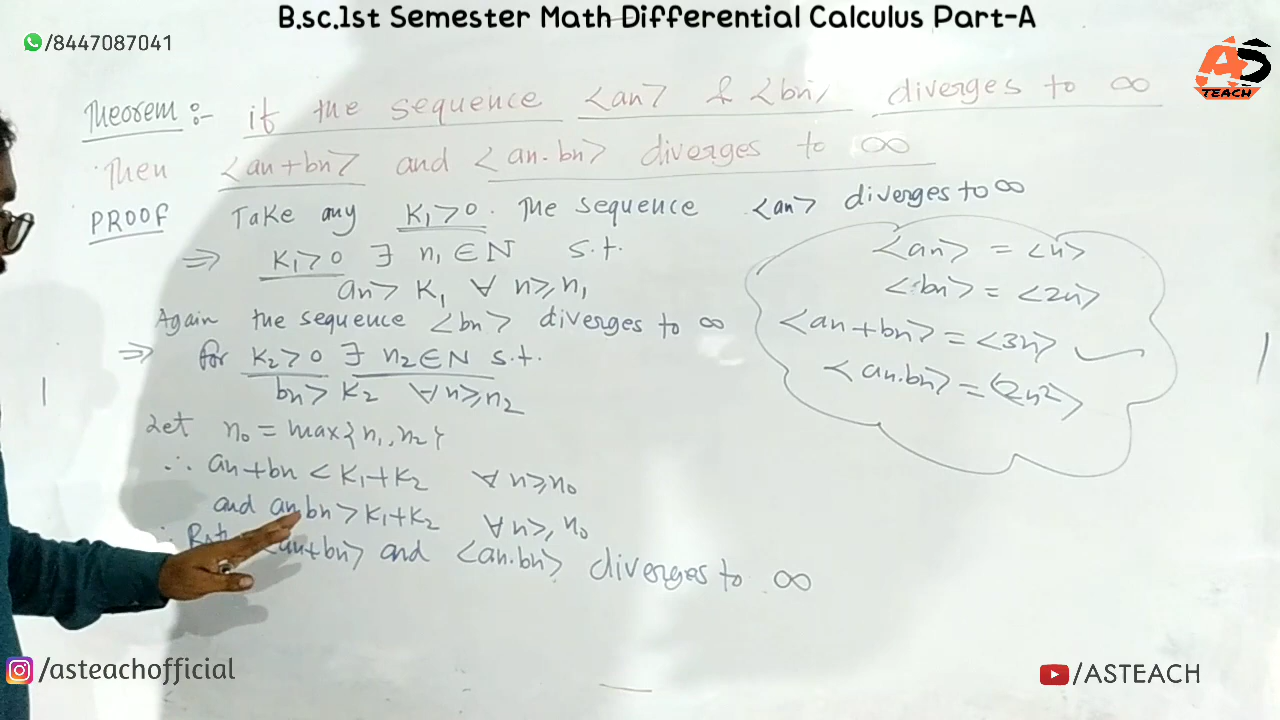 B.sc.1st Semester Math Differential Calculus Part-A
/8447087041
AS
TEACH
Theorem :- if the sequence <an> & <bn> diverges to ∞
Then <an+bn> and <an.bn> diverges to ∞
PROOF Take any K₁>0. The sequence <an> diverges to ∞
⇒ K₁>0 ∃ n₁ ∈ N s.t.
an > K₁ ∀ n≥n₁
Again the sequence <bn> diverges to ∞
⇒ for K₂>0 ∃ n₂∈N s.t.
bn > K₂ ∀n≥n₂
Let n₀ = max{n₁,n₂}
∴ an+bn < K₁+K₂ ∀ n≥n₀
and an.bn > K₁+K₂ ∀ n≥n₀
<an+bn> and <an.bn> diverges to ∞
<an> = <n>
<bn> = <2n>
<an+bn> = <3n> ✓
<an.bn> = <2n²>
/asteachofficial
/ASTEACH